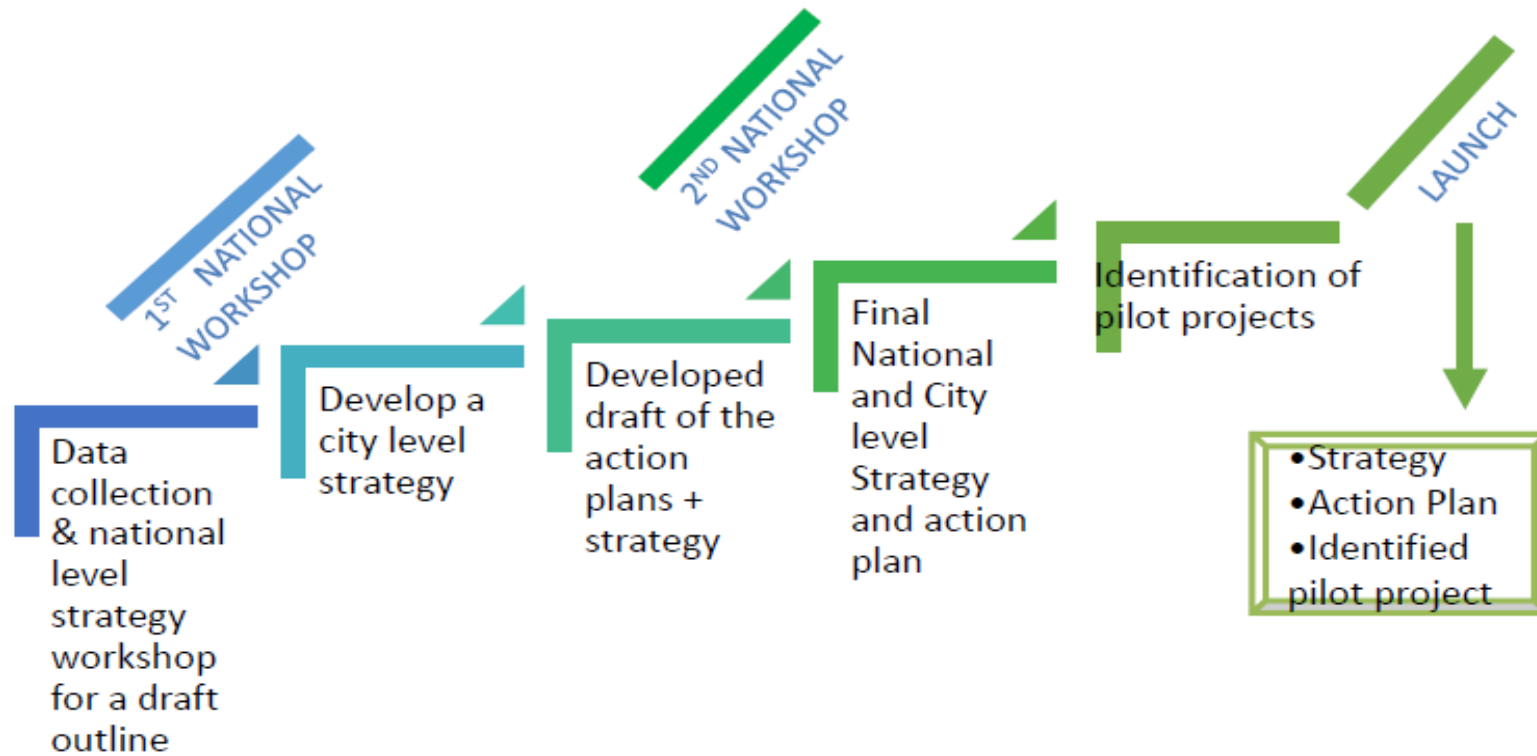 1ST NATIONAL
WORKSHOP
2ND NATIONAL
WORKSHOP
LAUNCH
Data
collection
& national
level
strategy
workshop
for a draft
outline
Develop a
city level
strategy
Developed
draft of the
action
plans +
strategy
Final
National
and City
level
Strategy
and action
plan
Identification of
pilot projects
•Strategy
•Action Plan
•Identified
pilot project